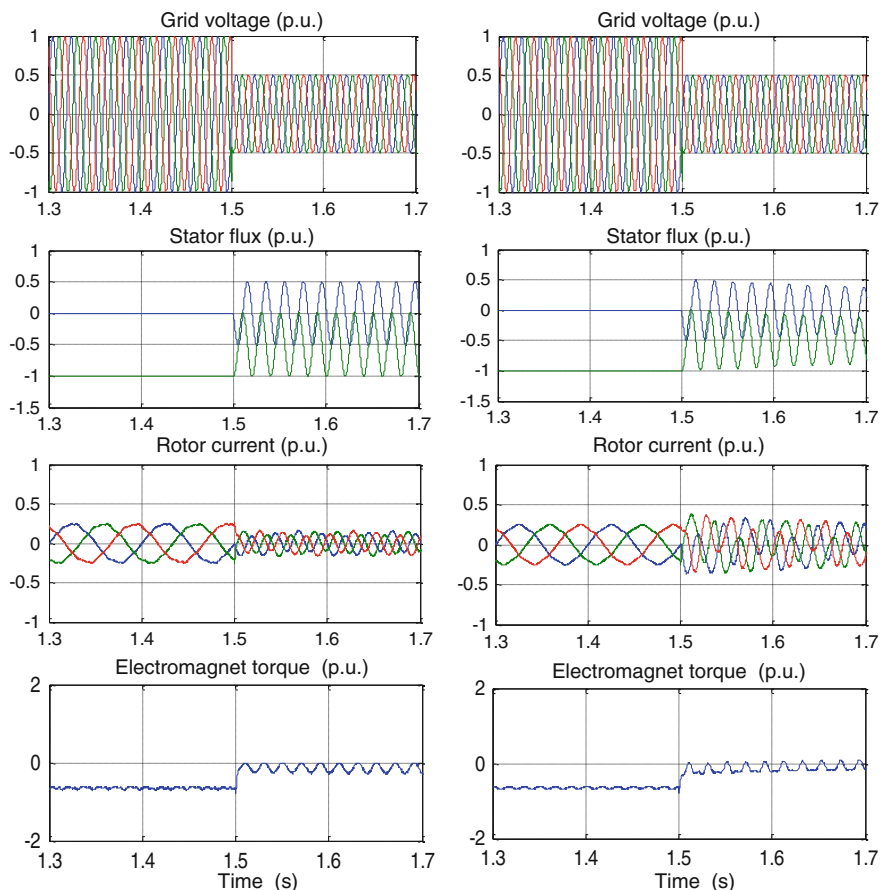 Grid voltage (p.u.)
1
0.5
0
-0.5
-1
1.3 1.4 1.5 1.6 1.7
Stator flux (p.u.)
1
0.5
0
-0.5
-1
-1.5
1.3 1.4 1.5 1.6 1.7
Rotor current (p.u.)
1
0.5
0
-0.5
-1
1.3 1.4 1.5 1.6 1.7
Electromagnet torque (p.u.)
2
0
-2
1.3 1.4 1.5 1.6 1.7
Time (s)
Grid voltage (p.u.)
1
0.5
0
-0.5
-1
1.3 1.4 1.5 1.6 1.7
Stator flux (p.u.)
1
0.5
0
-0.5
-1
-1.5
1.3 1.4 1.5 1.6 1.7
Rotor current (p.u.)
1
0.5
0
-0.5
-1
1.3 1.4 1.5 1.6 1.7
Electromagnet torque (p.u.)
2
0
-2
1.3 1.4 1.5 1.6 1.7
Time (s)